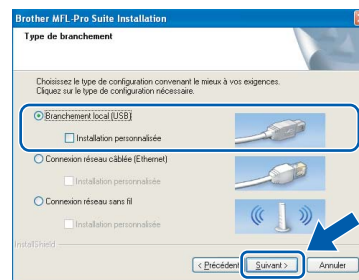 Brother MFL-Pro Suite Installation
Type de branchement
Choisissez le type de configuration convenant le mieux à vos exigences.
Cliquez sur le type de configuration nécessaire.
Branchement local (USB)
Installation personnalisée
Connexion réseau câblée (Ethernet)
Installation personnalisée
Connexion réseau sans fil
Installation personnalisée
InstallShield
< Précédent Suivant > Annuler